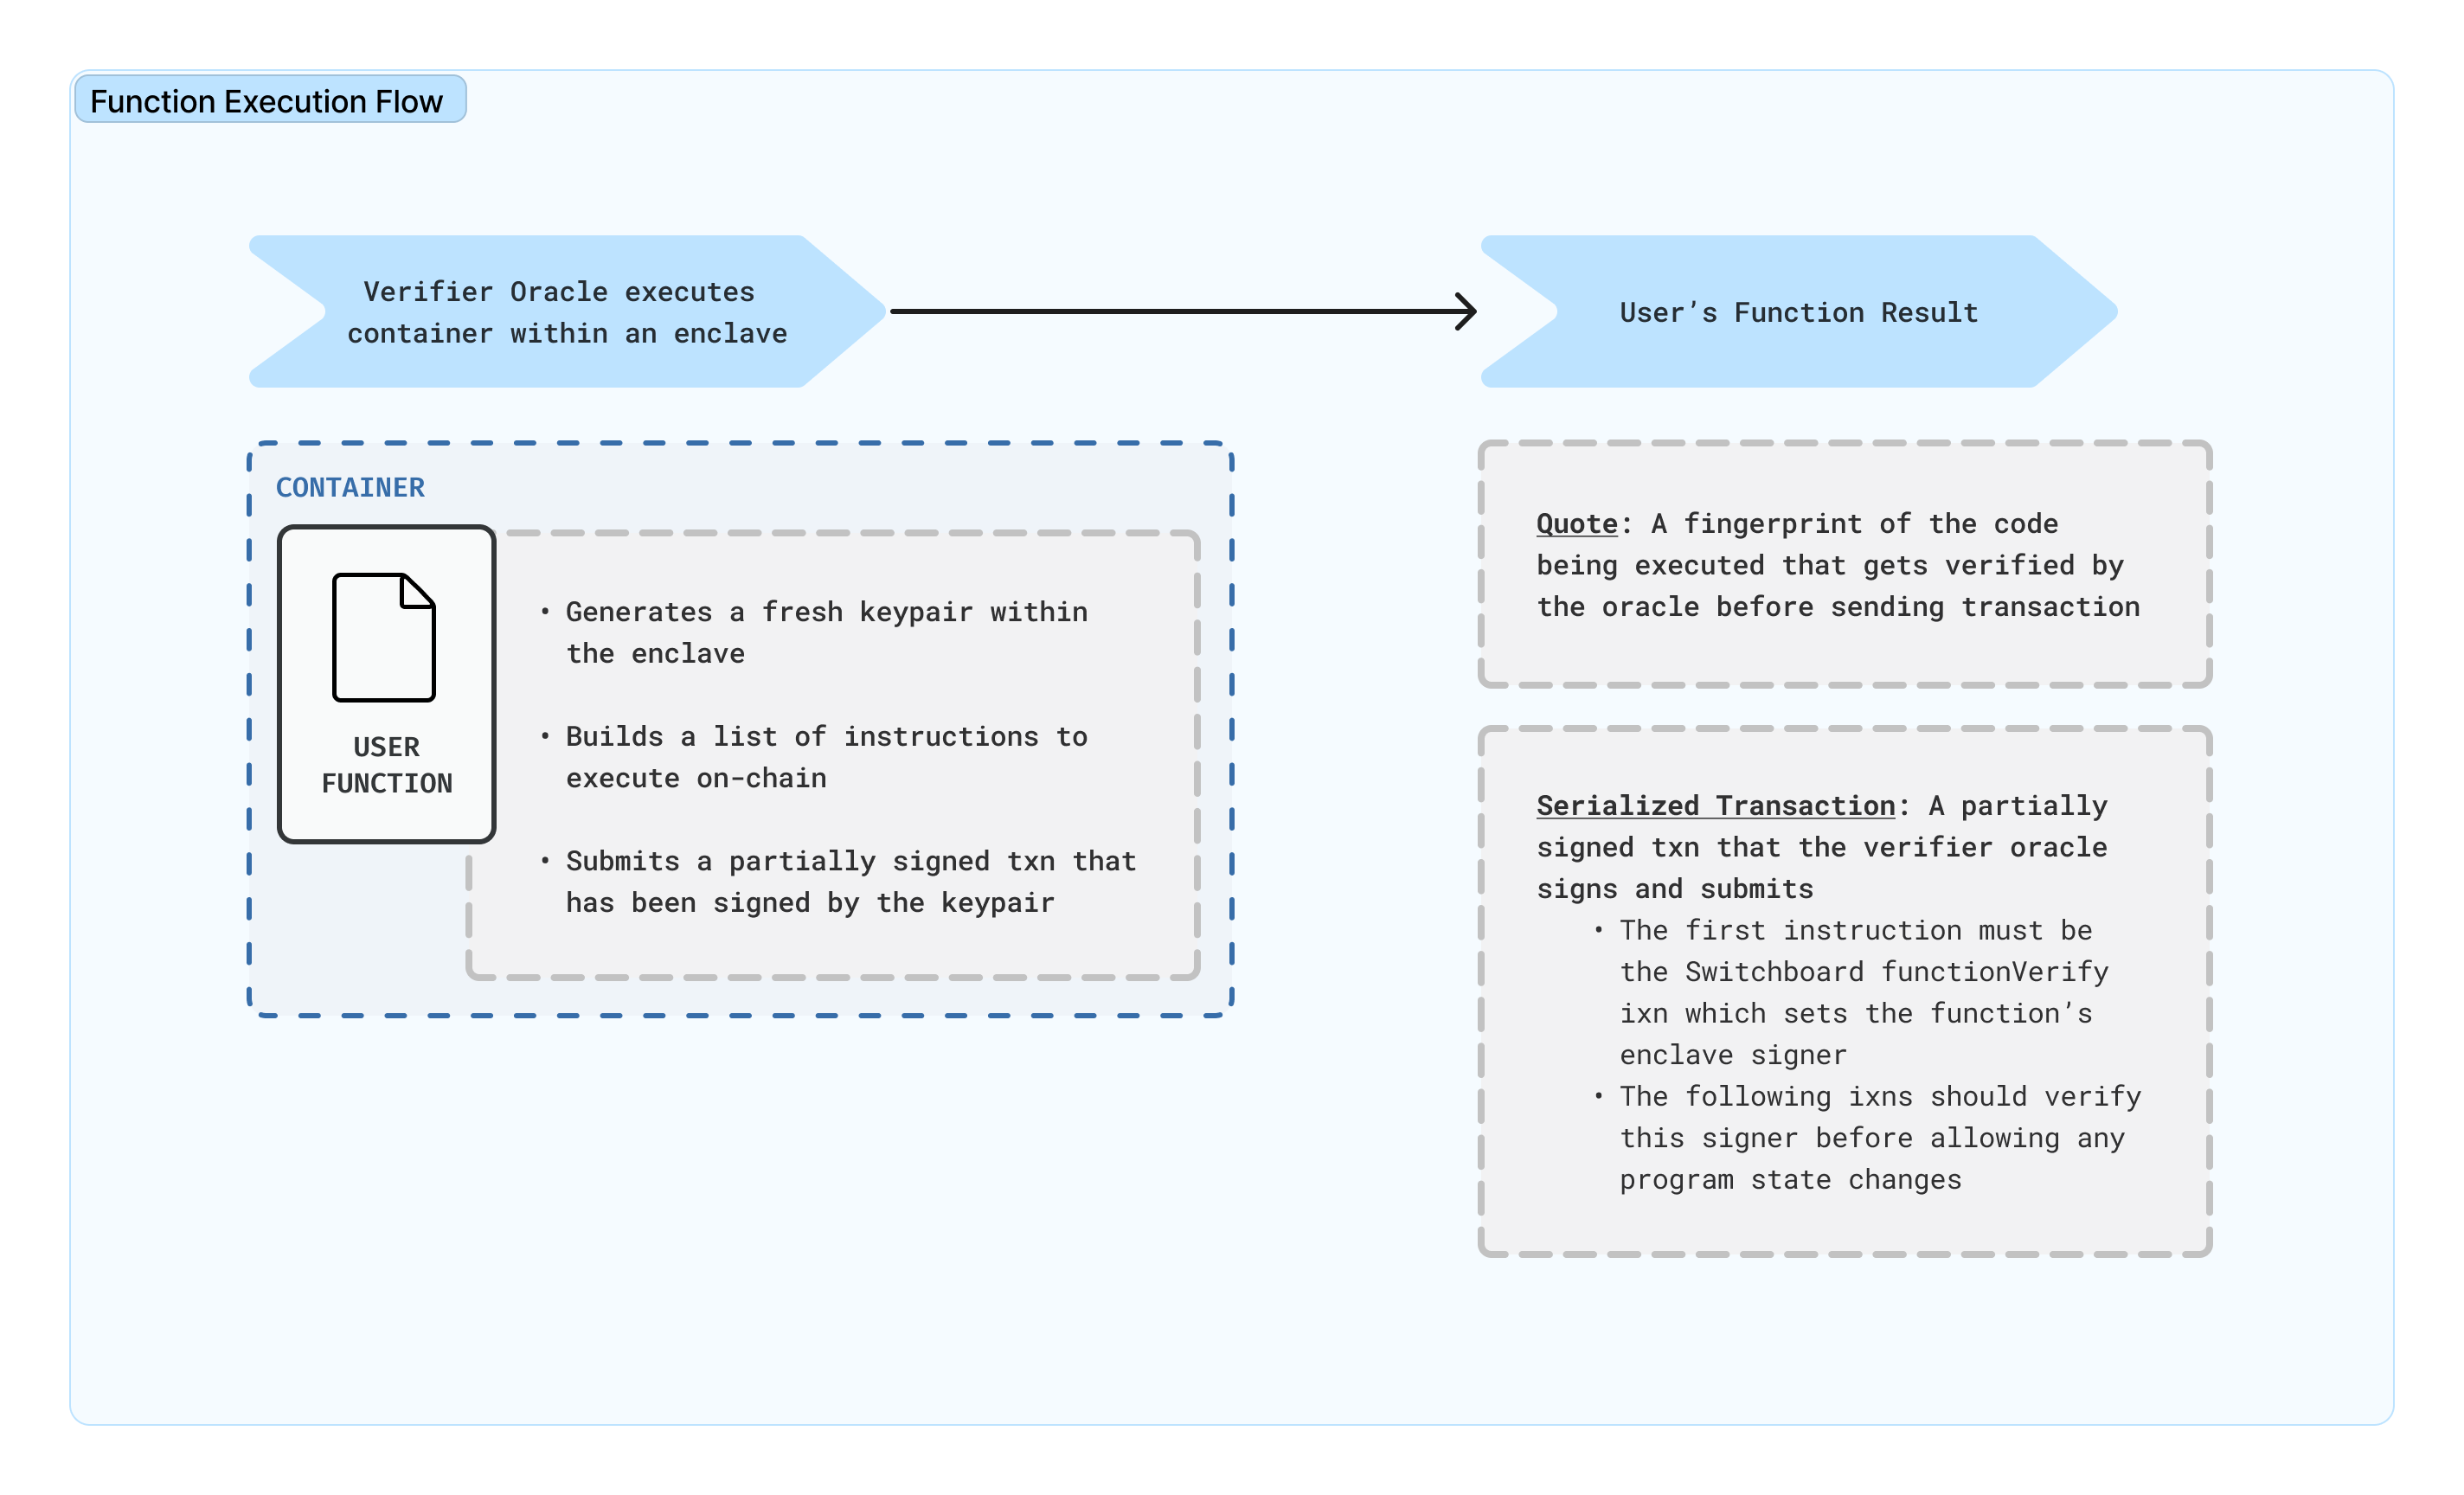 Function Execution Flow
Verifier Oracle executes
container within an enclave
User’s Function Result
CONTAINER
USER
FUNCTION
• Generates a fresh keypair within
the enclave
• Builds a list of instructions to
execute on-chain
• Submits a partially signed txn that
has been signed by the keypair
Quote: A fingerprint of the code
being executed that gets verified by
the oracle before sending transaction
Serialized Transaction: A partially
signed txn that the verifier oracle
signs and submits
• The first instruction must be
the Switchboard functionVerify
ixn which sets the function’s
enclave signer
• The following ixns should verify
this signer before allowing any
program state changes